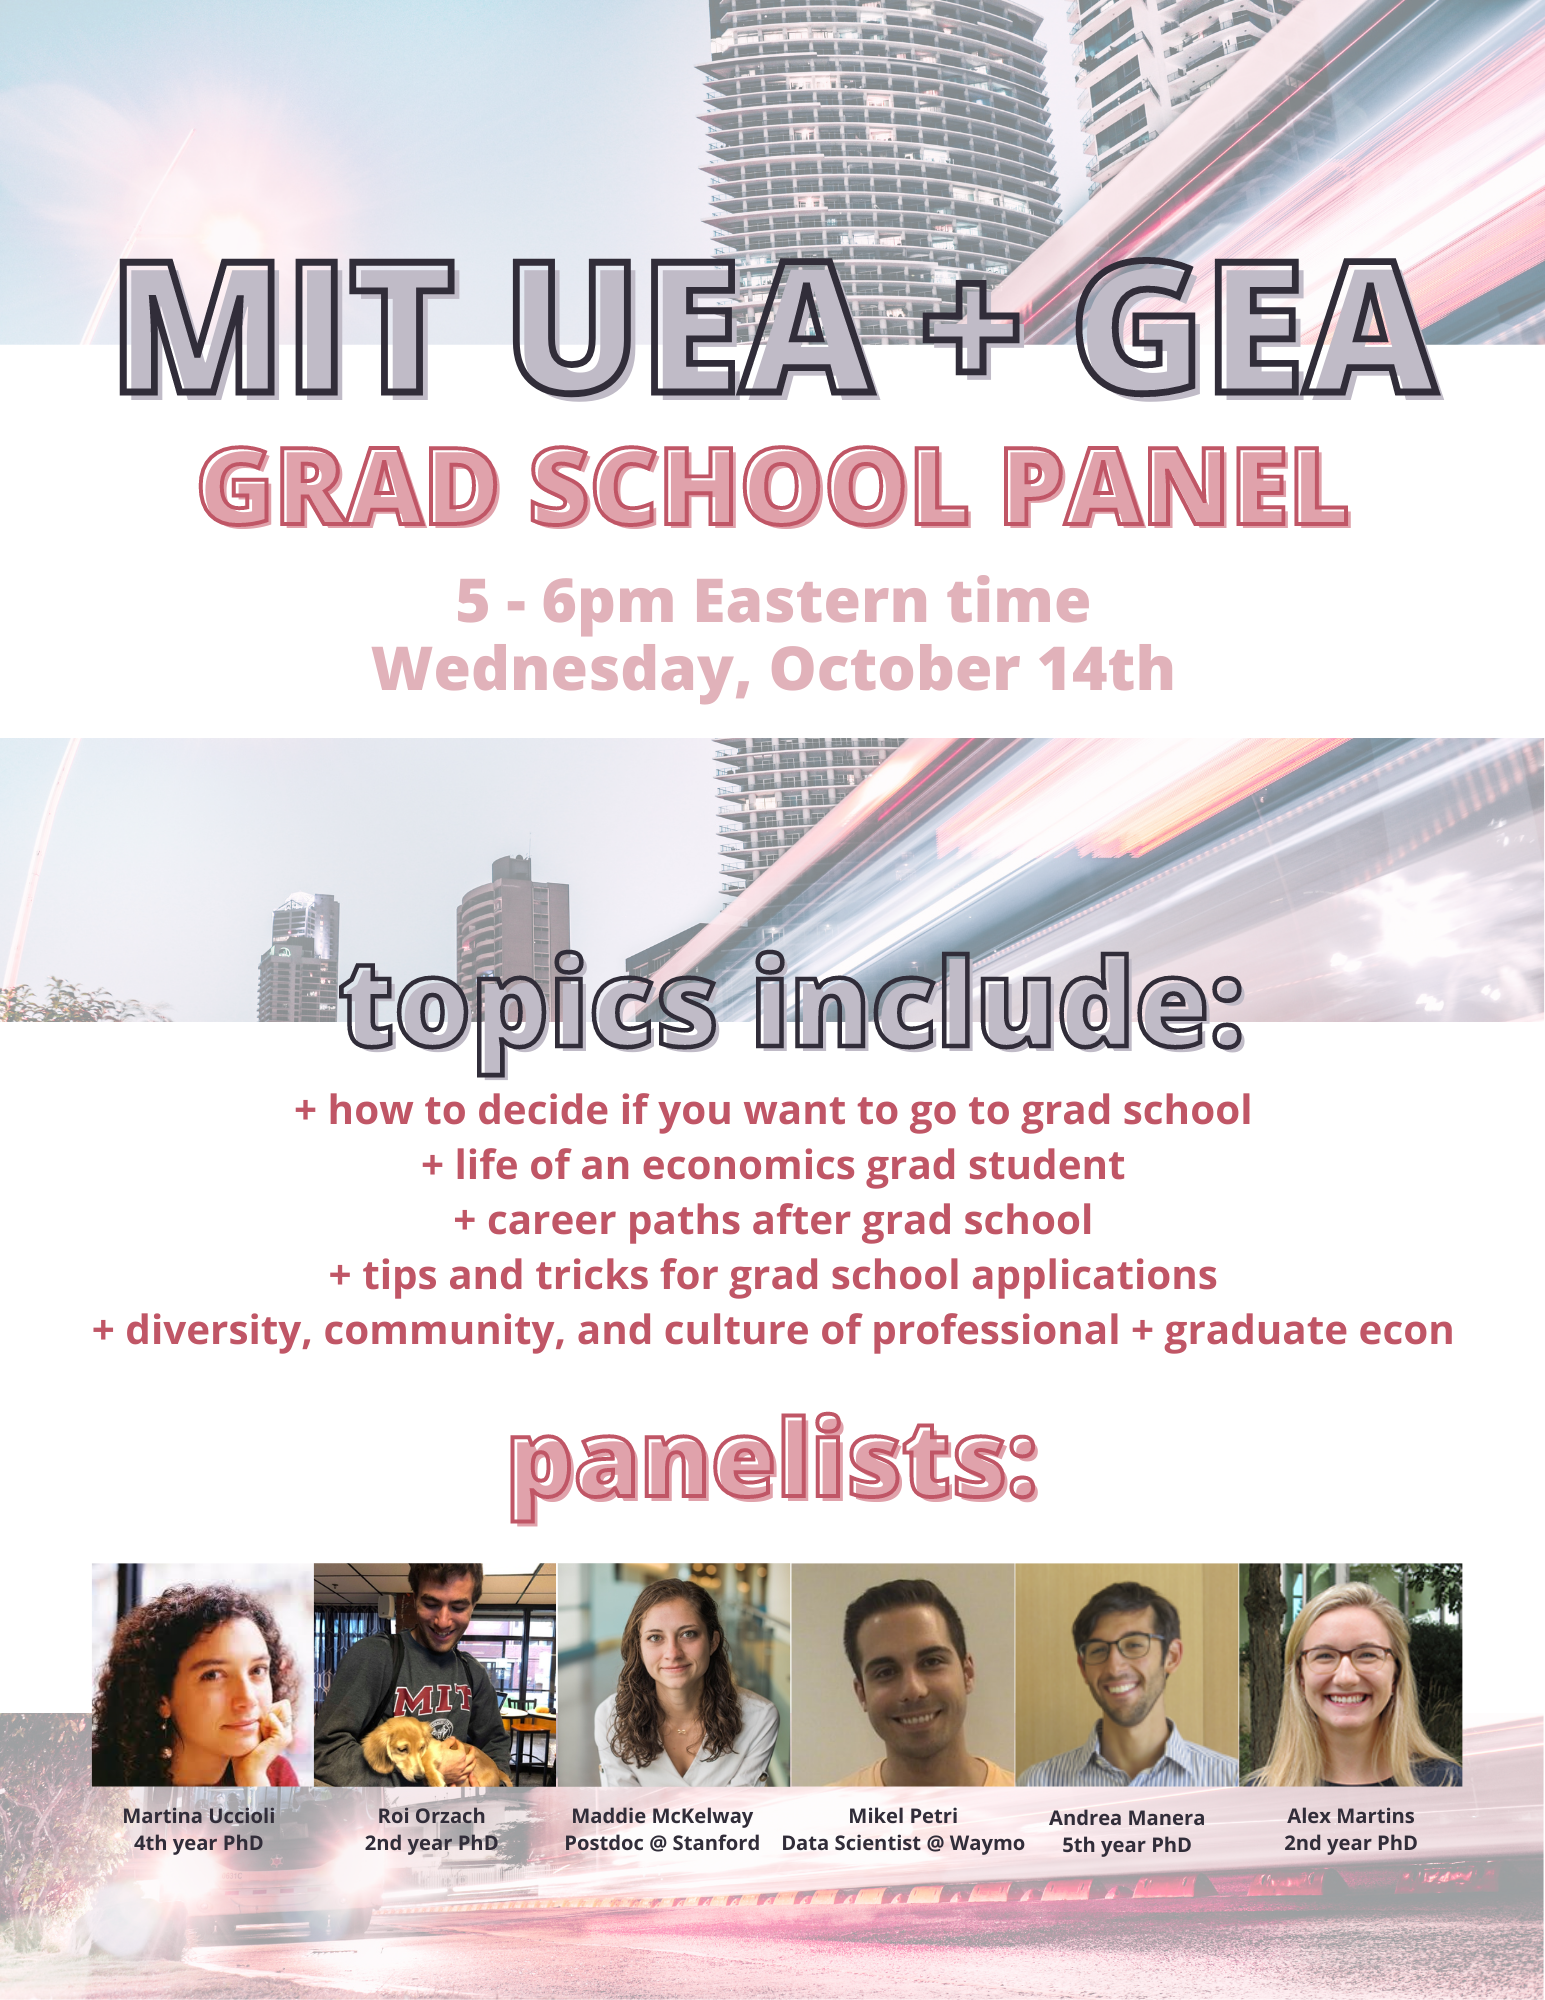 MIT UEA + GEA
GRAD SCHOOL PANEL
5 - 6pm Eastern time
Wednesday, October 14th
topics include:
+ how to decide if you want to go to grad school
+ life of an economics grad student
+ career paths after grad school
+ tips and tricks for grad school applications
+ diversity, community, and culture of professional + graduate econ
panelists:
MIT
Martina Uccioli
4th year PhD
Roi Orzach
2nd year PhD
Maddie McKelway
Postdoc @ Stanford
Mikel Petri
Data Scientist @ Waymo
Andrea Manera
5th year PhD
Alex Martins
2nd year PhD